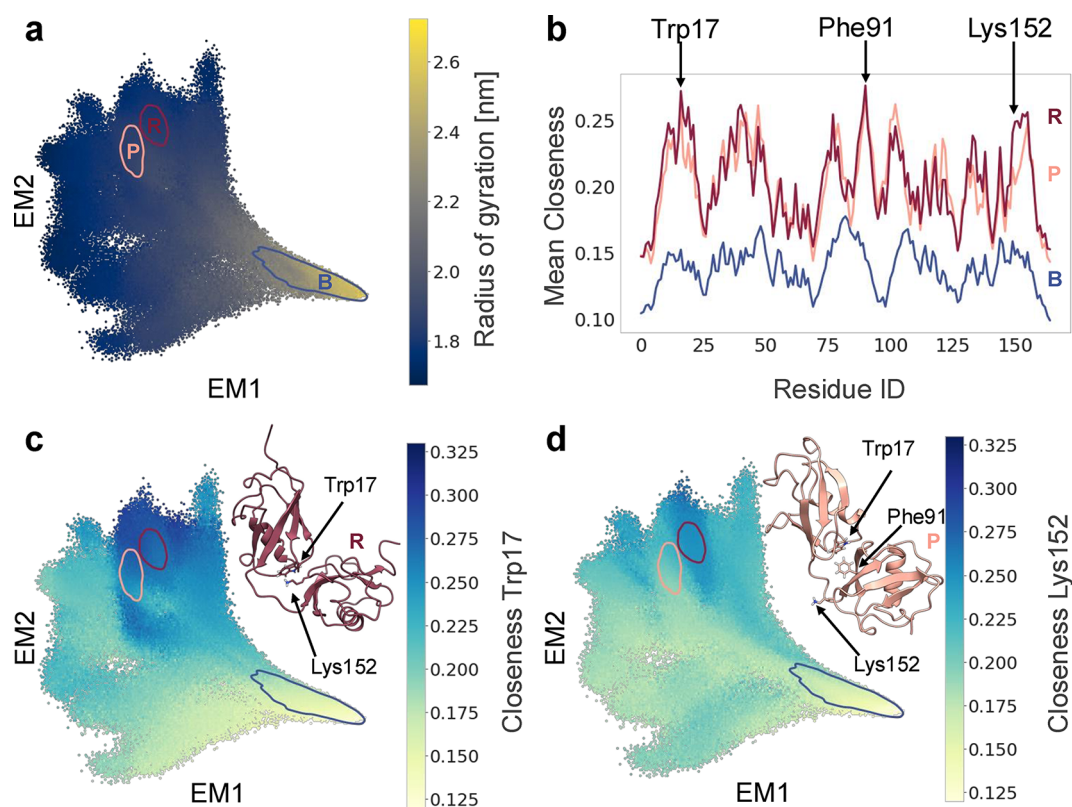 a
R
P
B
EM2
EM1
2.6
2.4
2.2
2.0
1.8
Radius of gyration [nm]
b
Trp17
Phe91
Lys152
R
P
B
0.25
0.20
0.15
0.10
Mean Closeness
0
25
50
75
100
125
150
Residue ID
c
Trp17
R
Lys152
EM2
EM1
0.325
0.300
0.275
0.250
0.225
0.200
0.175
0.150
0.125
Closeness Trp17
d
Trp17
Phe91
P
Lys152
EM2
EM1
0.325
0.300
0.275
0.250
0.225
0.200
0.175
0.150
0.125
Closeness Lys152